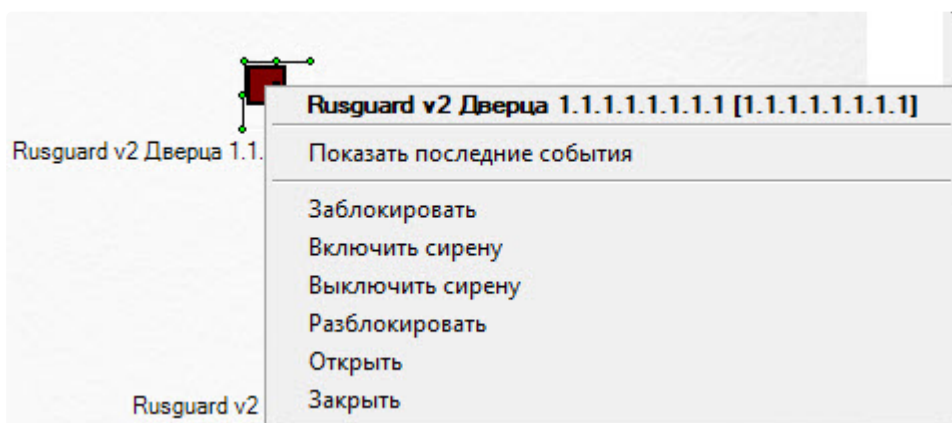 Rusguard v2 Дверца 1.1.1.1.1.1.1.1 [1.1.1.1.1.1.1.1]
Rusguard v2 Дверца 1.1.
Показать последние события
Заблокировать
Включить сирену
Выключить сирену
Разблокировать
Открыть
Rusguard v2
Закрыть